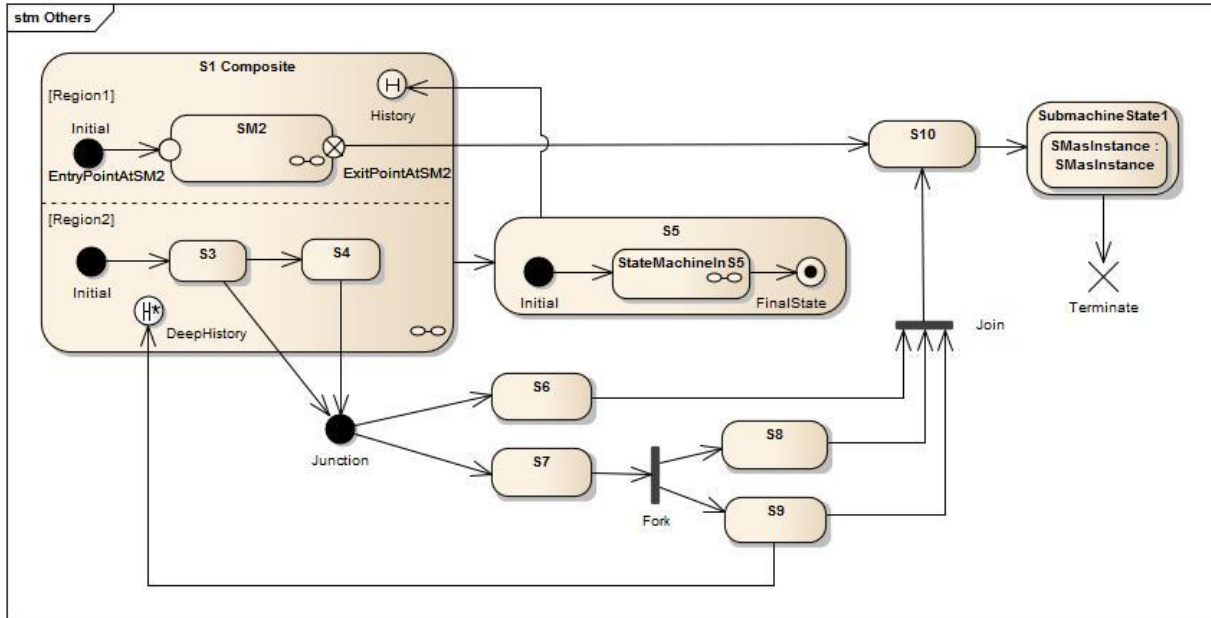 stm Others
S1 Composite
[Region1]
Initial
SM2
History
EntryPointAtSM2
ExitPointAtSM2
[Region2]
S3
S4
Initial
DeepHistory
H*
H
S5
StateMachineInS5
Initial
FinalState
S10
SubmachineState1
SMasInstance :
SMasInstance
Terminate
Join
S6
Junction
S7
S8
Fork
S9